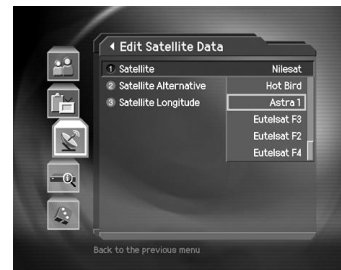 Edit Satellite Data
1 Satellite Nilesat
2 Satellite Alternative Hot Bird
3 Satellite Longitude Astra 1
Eutelsat F3
Eutelsat F2
Eutelsat F4
Back to the previous menu